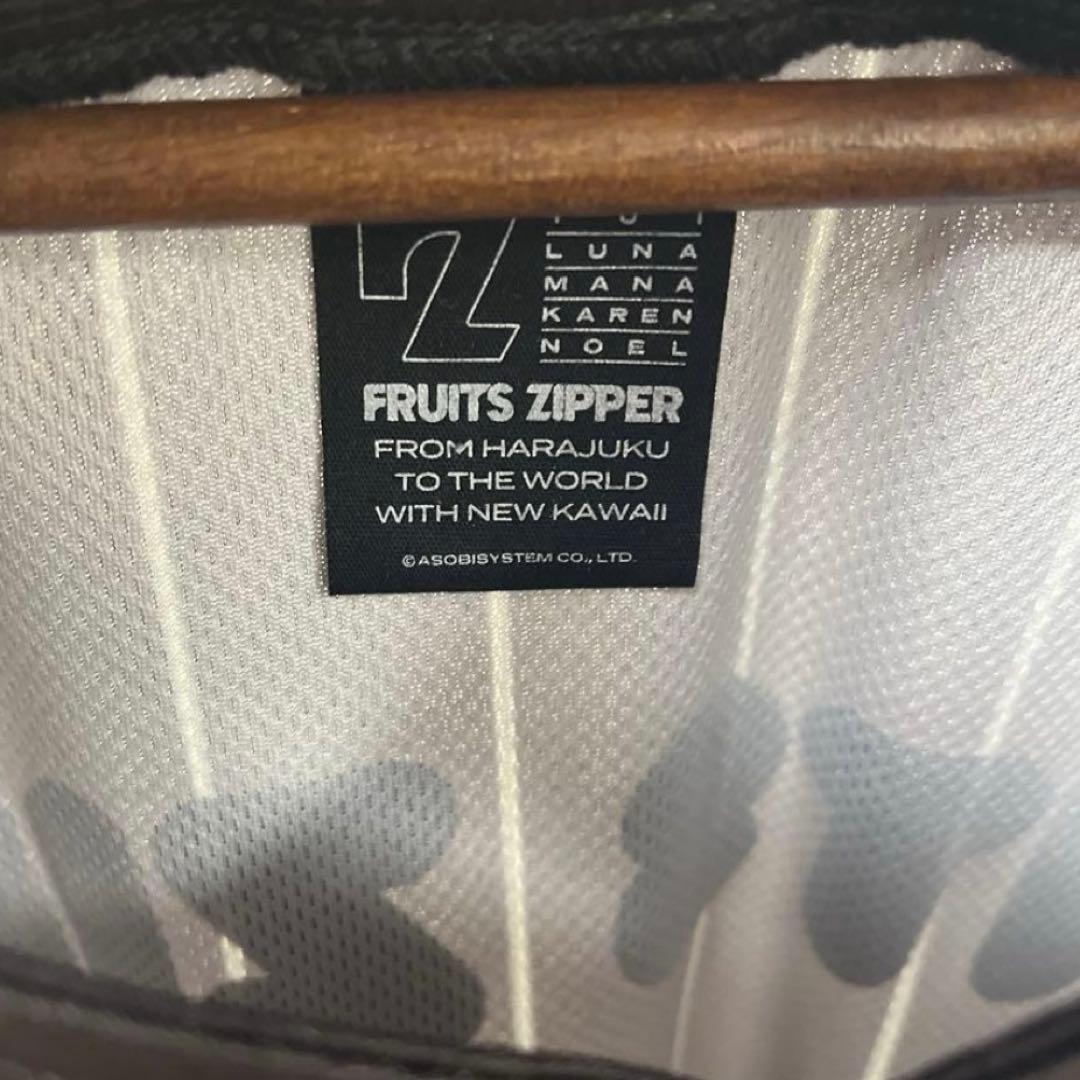 LUNA
MANA
KAREN
NOEL
FRUITS ZIPPER
FROM HARAJUKU
TO THE WORLD
WITH NEW KAWAII
© ASOBISYSTEM CO., LTD.